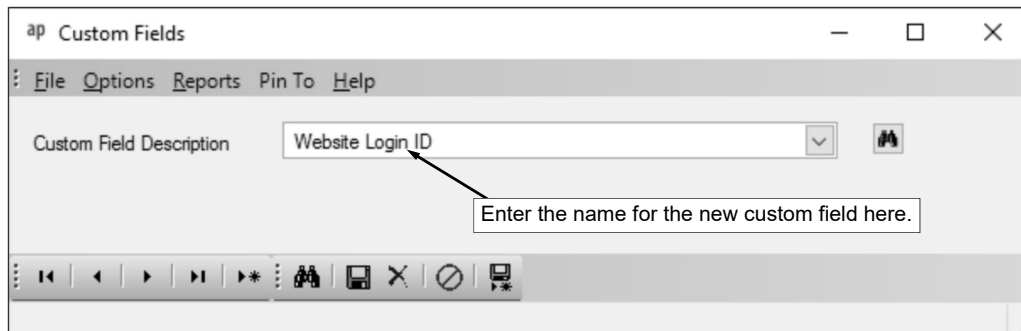 ap Custom Fields
File Options Reports Pin To Help
Custom Field Description Website Login ID
Enter the name for the new custom field here.